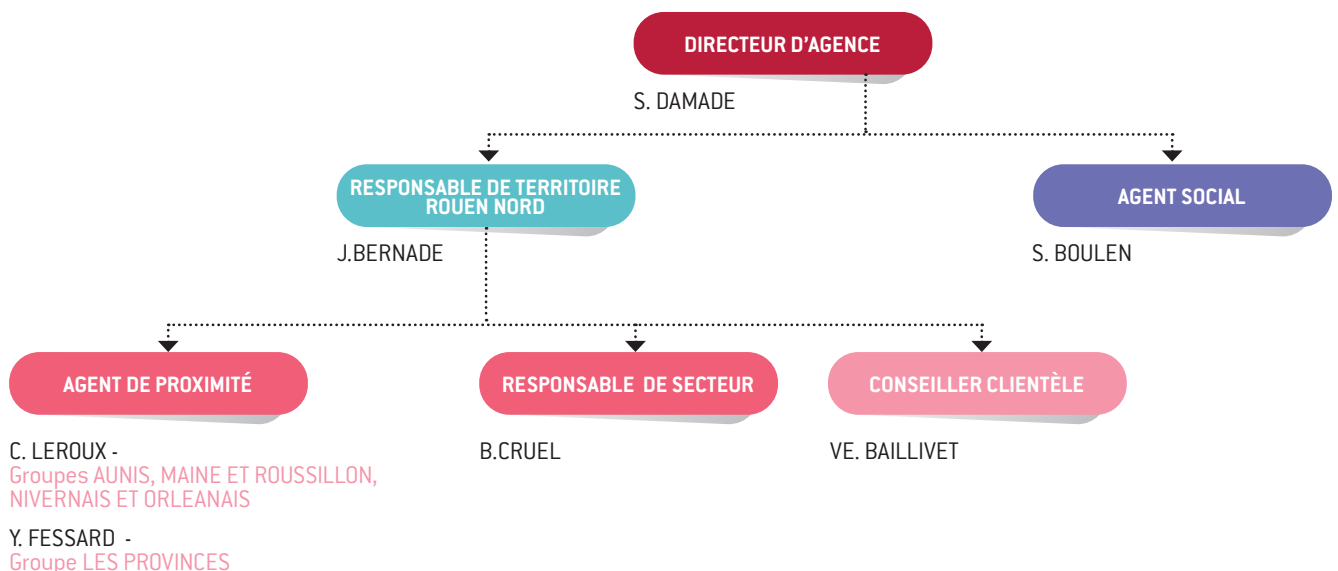 DIRECTEUR D'AGENCE
S. DAMADE
RESPONSABLE DE TERRITOIRE
ROUEN NORD
J.BERNADE
AGENT SOCIAL
S. BOULEN
AGENT DE PROXIMITÉ
C. LEROUX -
Groupes AUNIS, MAINE ET ROUSSILLON,
NIVERNAIS ET ORLEANAIS
Y. FESSARD -
Groupe LES PROVINCES
RESPONSABLE DE SECTEUR
B.CRUEL
CONSEILLER CLIENTÈLE
VE. BAILLIVET